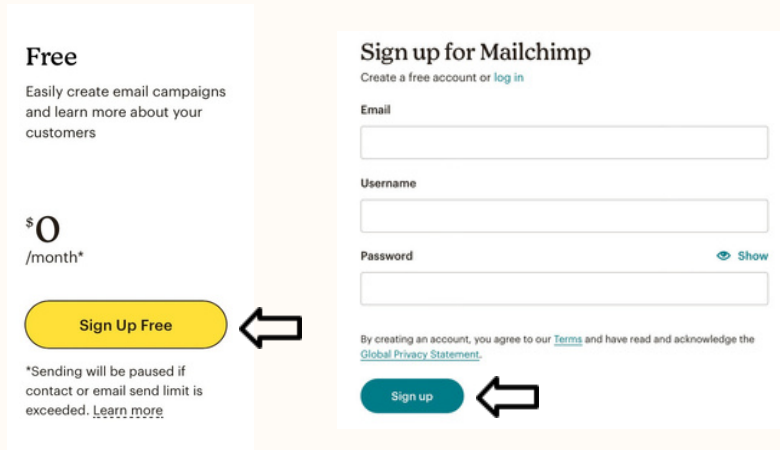 Free
Easily create email campaigns
and learn more about your
customers
$0
/month*
Sign Up Free
*Sending will be paused if
contact or email send limit is
exceeded. Learn more
Sign up for Mailchimp
Create a free account or log in
Email
Username
Password
Show
By creating an account, you agree to our Terms and have read and acknowledge the
Global Privacy Statement.
Sign up